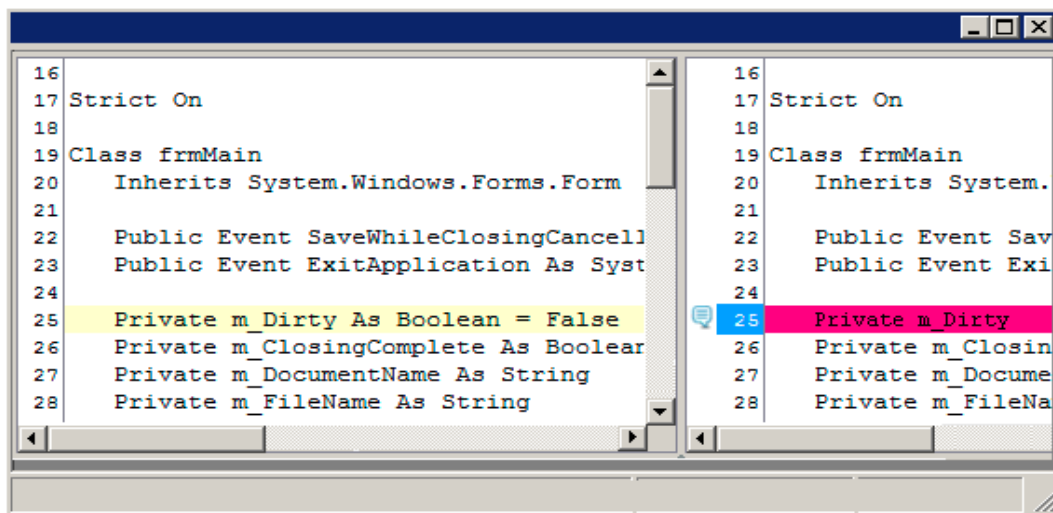 16
17 Strict On
18
19 Class frmMain
20 Inherits System.Windows.Forms.Form
21
22 Public Event SaveWhileClosingCancell
23 Public Event ExitApplication As Syst
24
25 Private m_Dirty As Boolean = False
26 Private m_ClosingComplete As Boolean
27 Private m_DocumentName As String
28 Private m_FileName As String
16
17 Strict On
18
19 Class frmMain
20 Inherits System.
21
22 Public Event Sav
23 Public Event Exi
24
25 Private m_Dirty
26 Private m_Closin
27 Private m_Docume
28 Private m_FileNa